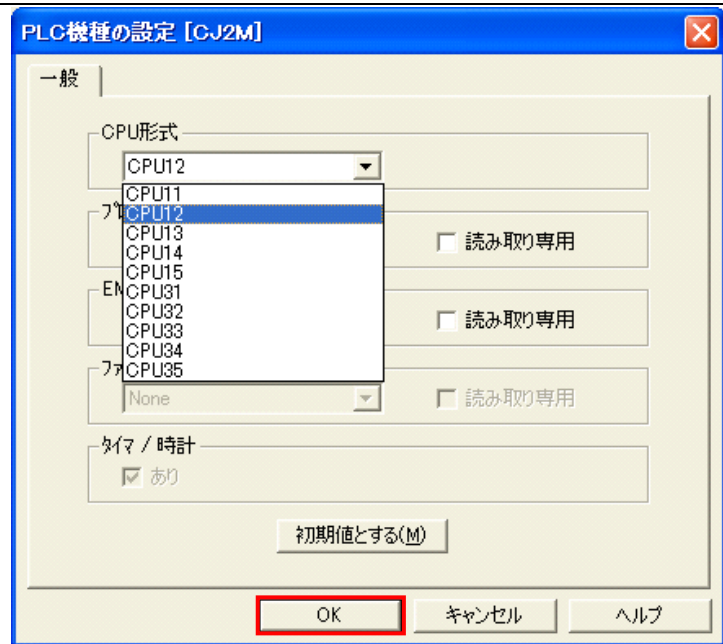 PLC機種の設定 [CJ2M]
一般
CPU形式
CPU12
CPU11
CPU12
CPU13
CPU14
CPU15
CPU31
CPU32
CPU33
CPU34
CPU35
読み取り専用
EM
読み取り専用
ファ
None
読み取り専用
タイマ / 時計
あり
初期値とする(M)
OK
キャンセル
ヘルプ